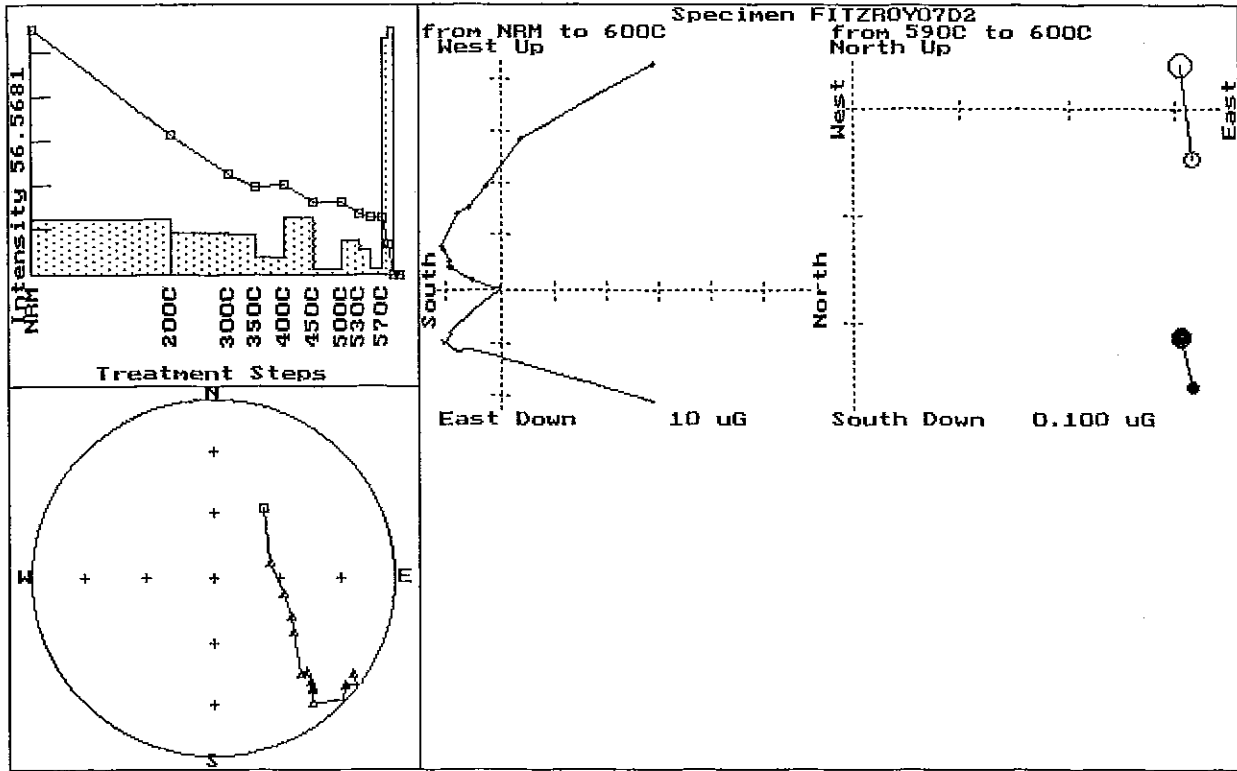 Specimen FITZROY07D2
from NRM to 600C
West Up
from 590C to 600C
North Up
Intensity 56.5681
NRM
200C
300C
350C
400C
450C
500C
530C
570C
Treatment Steps
South
North
East Down 10 uG
West
East
South Down 0.100 uG
N
W
E
S